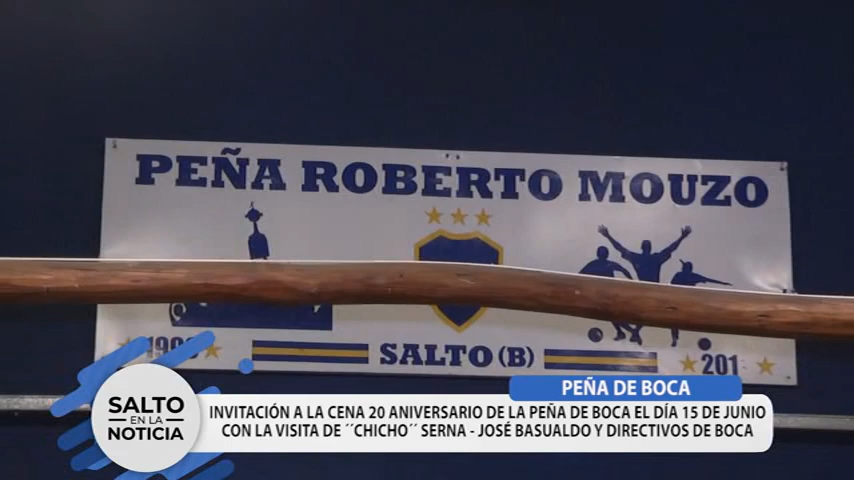 PEÑA ROBERTO MOUZO
SALTO (B)
201
PEÑA DE BOCA
SALTO
EN LA
NOTICIA
INVITACIÓN A LA CENA 20 ANIVERSARIO DE LA PEÑA DE BOCA EL DÍA 15 DE JUNIO
CON LA VISITA DE ´´CHICHO´´ SERNA - JOSÉ BASUALDO Y DIRECTIVOS DE BOCA